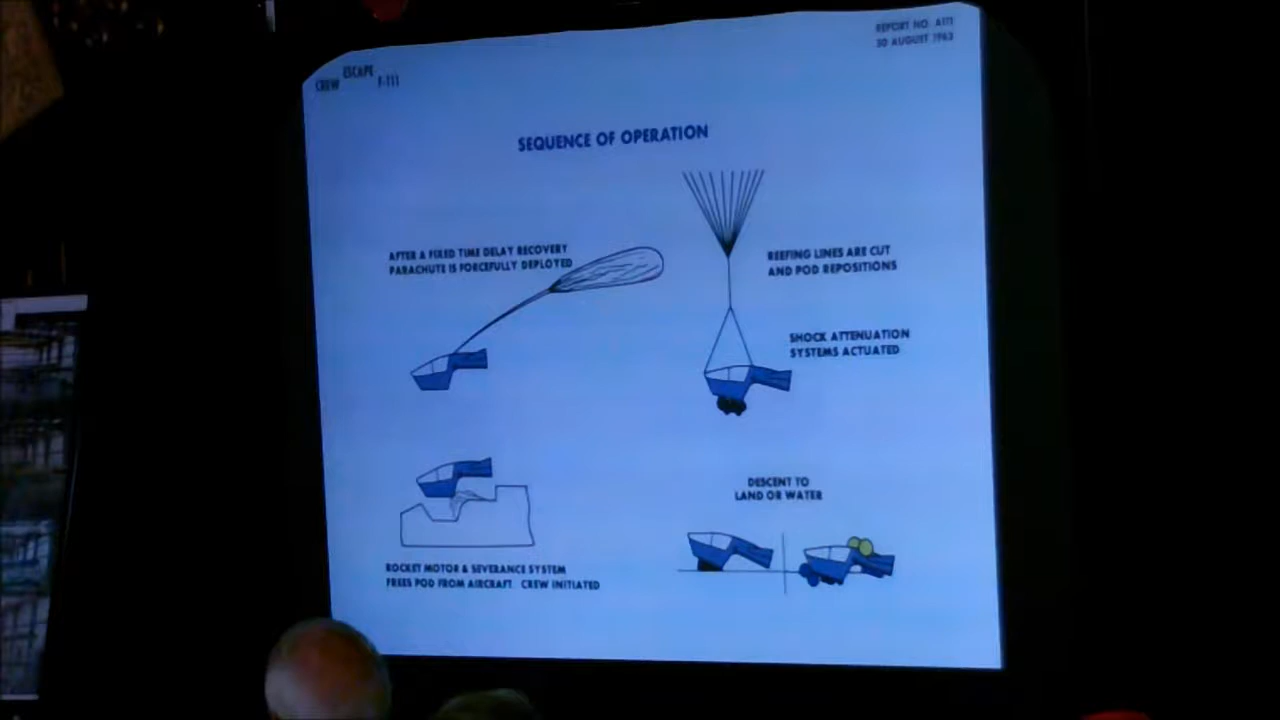 CREW ESCAPE F-111
REPORT NO. A111
30 AUGUST 1963
SEQUENCE OF OPERATION
AFTER A FIXED TIME DELAY RECOVERY
PARACHUTE IS FORCEFULLY DEPLOYED
REEFING LINES ARE CUT
AND POD REPOSITIONS
SHOCK ATTENUATION
SYSTEMS ACTUATED
ROCKET MOTOR & SEVERANCE SYSTEM
FREES POD FROM AIRCRAFT. CREW INITIATED
DESCENT TO
LAND OR WATER